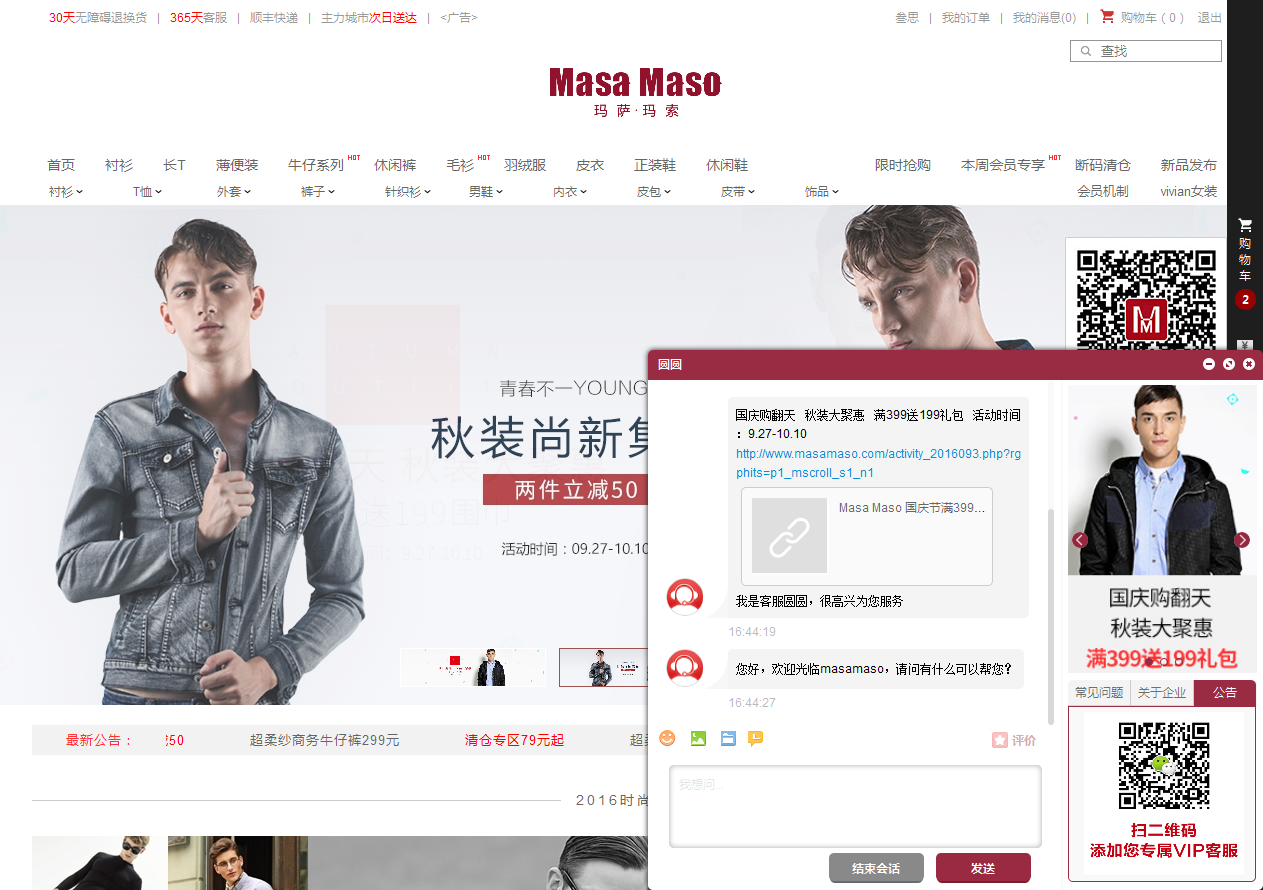 30天无障碍退换货 | 365天客服 | 顺丰快递 | 主力城市次日送达 | <广告>
叁思 | 我的订单 | 我的消息(0) | 购物车 ( 0 ) 退出
查找
Masa Maso
玛萨·玛索
首页 衬衫 长T 薄便装 牛仔系列 HOT 休闲裤 毛衫 HOT 羽绒服 皮衣 正装鞋 休闲鞋 限时抢购 本周会员专享 HOT 断码清仓 新品发布
衬衫 T恤 外套 裤子 针织衫 男鞋 内衣 皮包 皮带 饰品 会员机制 vivian女装
购物车
2
¥
青春不一YOUNG
秋装尚新集
两件立减50
活动时间：09.27-10.10
圆圆
国庆购翻天 秋装大聚惠 满399送199礼包 活动时间
：9.27-10.10
http://www.masamaso.com/activity_2016093.php?rg
phits=p1_mscroll_s1_n1
Masa Maso 国庆节满399...
我是客服圆圆，很高兴为您服务
16:44:19
您好，欢迎光临masamaso，请问有什么可以帮您？
16:44:27
评价
我想问...
结束会话 发送
国庆购翻天
秋装大聚惠
满399送199礼包
常见问题 关于企业 公告
扫二维码
添加您专属VIP客服
最新公告： 50 超柔纱商务牛仔裤299元 清仓专区79元起 超
2016时尚